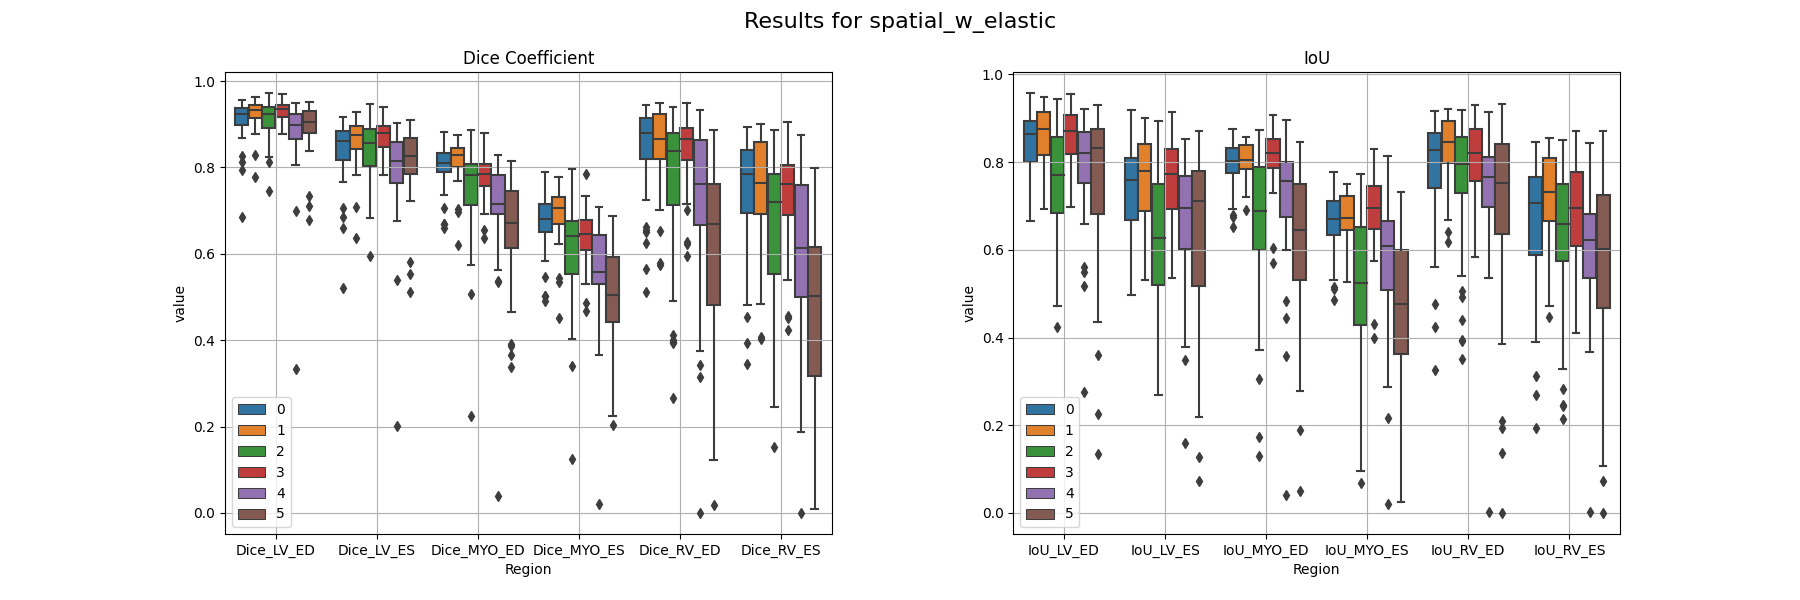 Results for spatial_w_elastic
Dice Coefficient
1.0
0.8
0.6
0.4
0.2
0.0
value
0
1
2
3
4
5
Dice_LV_ED Dice_LV_ES Dice_MYO_ED Dice_MYO_ES Dice_RV_ED Dice_RV_ES
Region
IoU
1.0
0.8
0.6
0.4
0.2
0.0
value
0
1
2
3
4
5
IoU_LV_ED IoU_LV_ES IoU_MYO_ED IoU_MYO_ES IoU_RV_ED IoU_RV_ES
Region